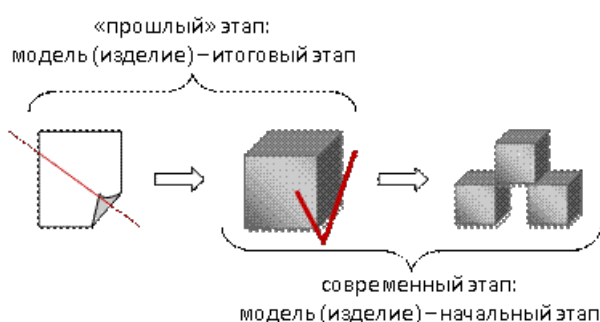 «прошлый» этап:
модель (изделие) – итоговый этап
современный этап:
модель (изделие) – начальный этап